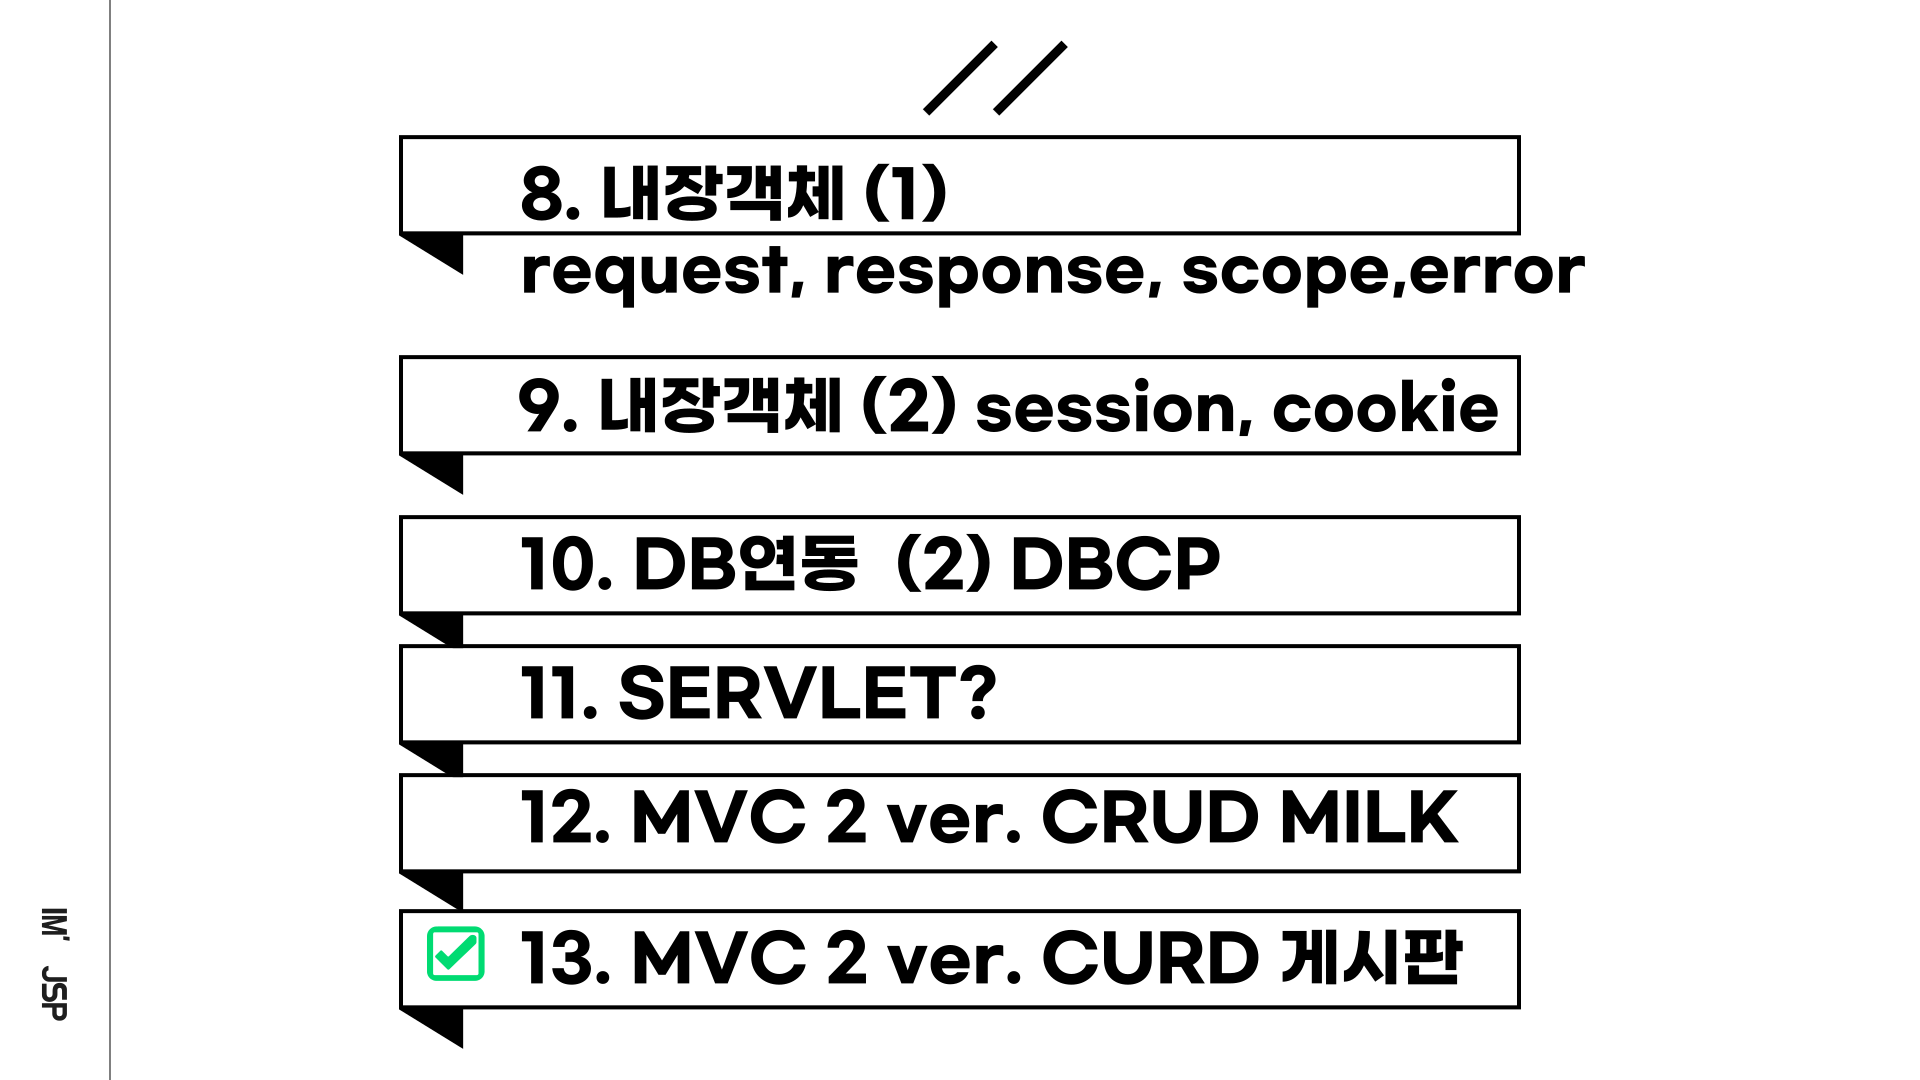 8. 내장객체 (1)
request, response, scope,error
9. 내장객체 (2) session, cookie
10. DB연동  (2) DBCP
11. SERVLET?
12. MVC 2 ver. CRUD MILK
13. MVC 2 ver. CURD 게시판
IM' JSP